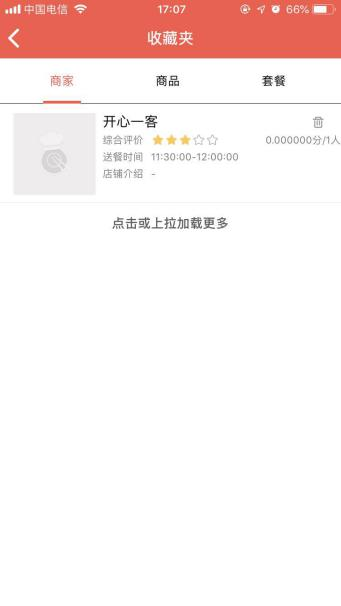 中国电信 17:07 66%
收藏夹
商家 商品 套餐
开心一客
综合评价 0.000000分/1人
送餐时间 11:30:00-12:00:00
店铺介绍 -
点击或上拉加载更多